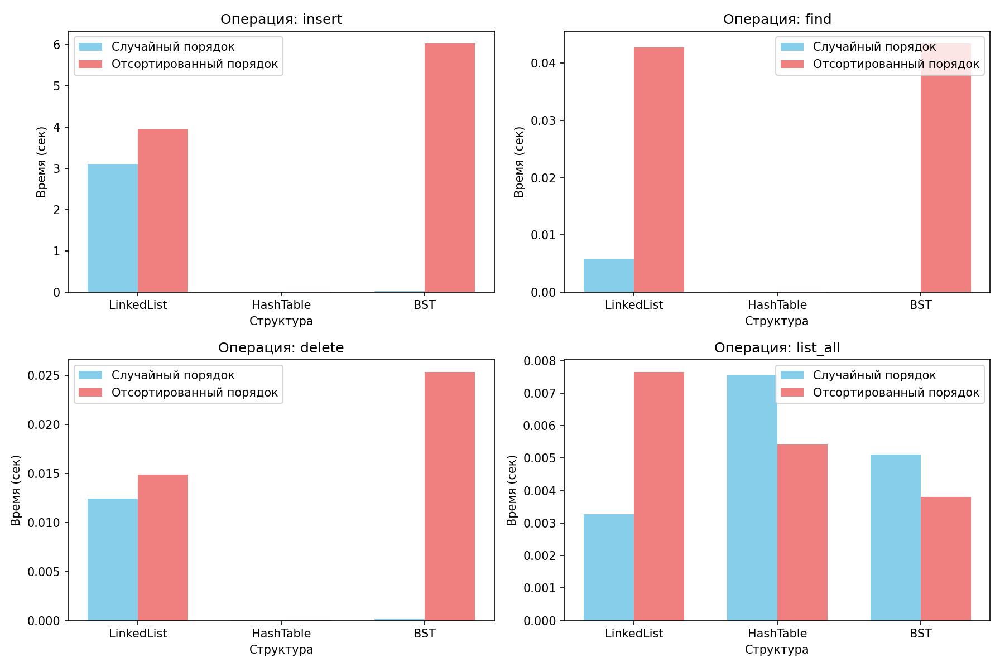 Операция: insert
Случайный порядок
Отсортированный порядок
Время (сек)
6
5
4
3
2
1
0
LinkedList HashTable BST
Структура
Операция: find
Случайный порядок
Отсортированный порядок
Время (сек)
0.04
0.03
0.02
0.01
0.00
LinkedList HashTable BST
Структура
Операция: delete
Случайный порядок
Отсортированный порядок
Время (сек)
0.025
0.020
0.015
0.010
0.005
0.000
LinkedList HashTable BST
Структура
Операция: list_all
Случайный порядок
Отсортированный порядок
Время (сек)
0.008
0.007
0.006
0.005
0.004
0.003
0.002
0.001
0.000
LinkedList HashTable BST
Структура